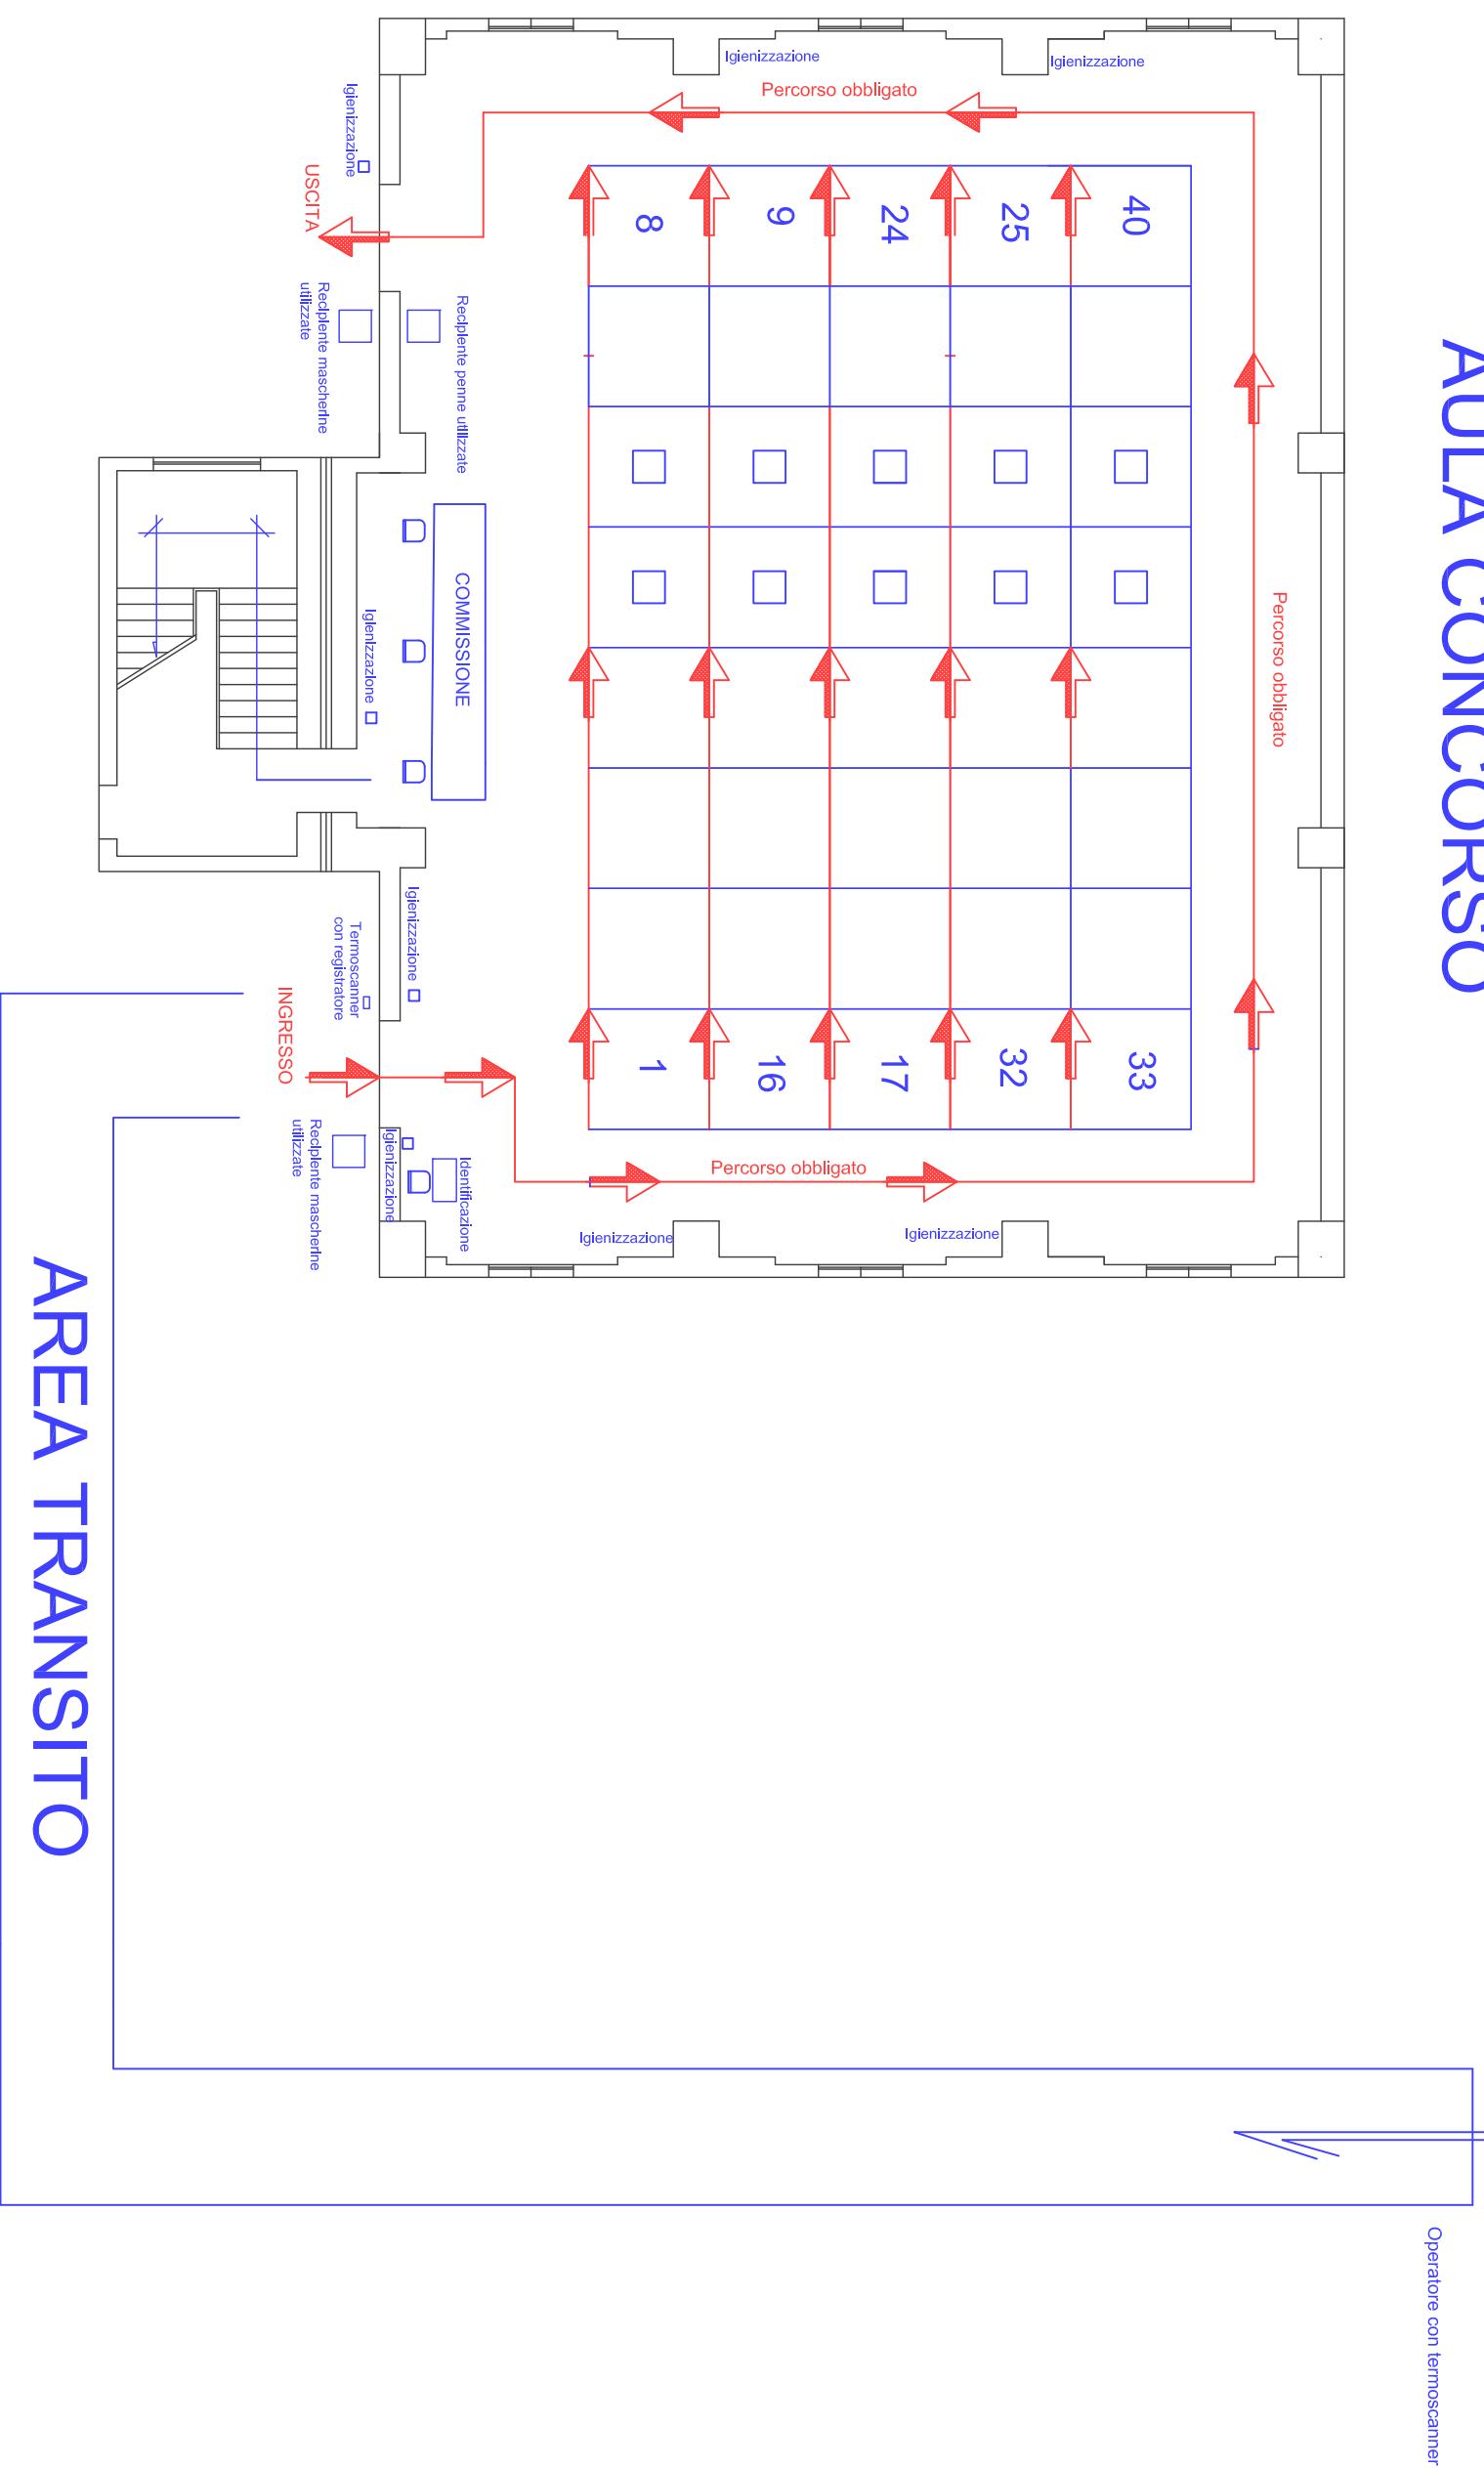 AULA CONCORSO
Igienizzazione
Igienizzazione
Percorso obbligato
Igienizzazione
USCITA
8
9
24
25
40
Recipiente mascherine
utilizzate
Recipiente penne utilizzate
COMMISSIONE
Igienizzazione
Percorso obbligato
Igienizzazione
Termoscanner
con registratore
INGRESSO
1
16
17
32
33
Recipiente mascherine
utilizzate
Igienizzazione
Identificazione
Percorso obbligato
Igienizzazione
Igienizzazione
AREA TRANSITO
Operatore con termoscanner